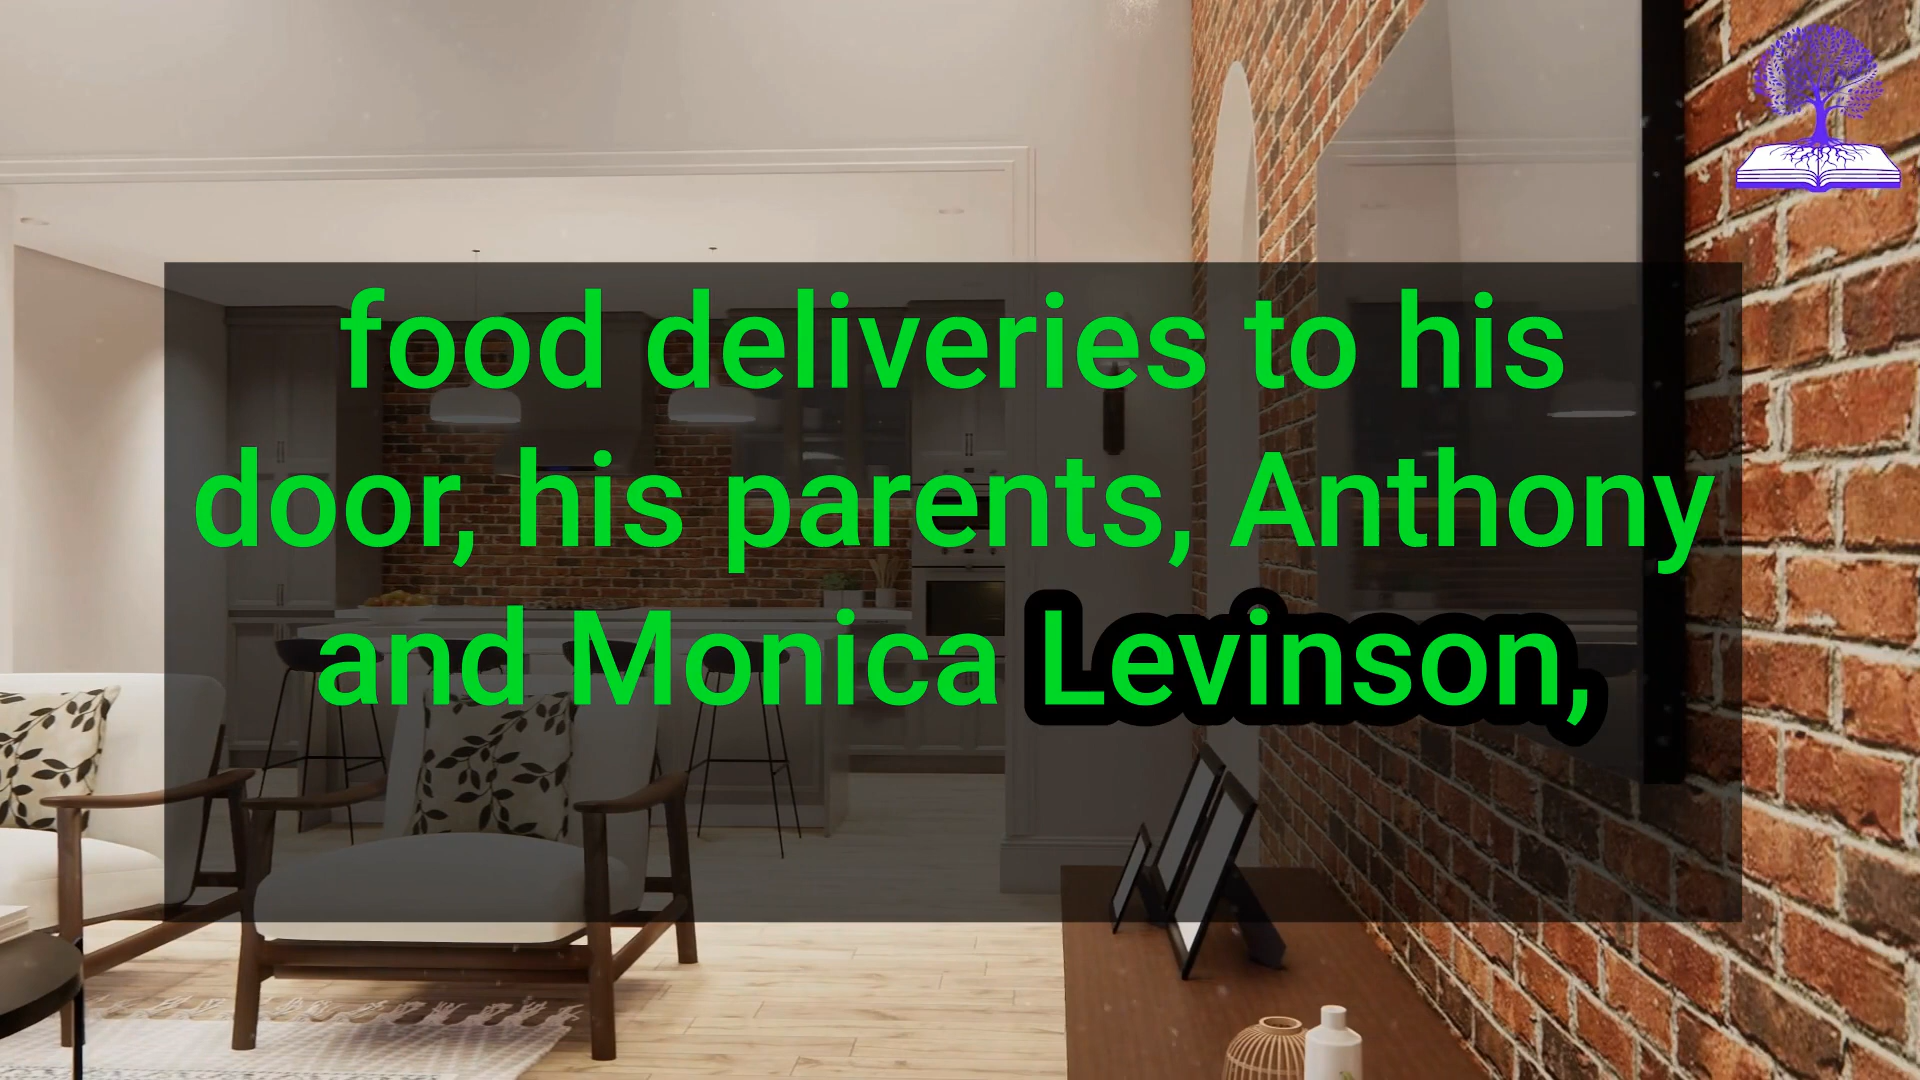 food deliveries to his
door, his parents, Anthony
and Monica Levinson,